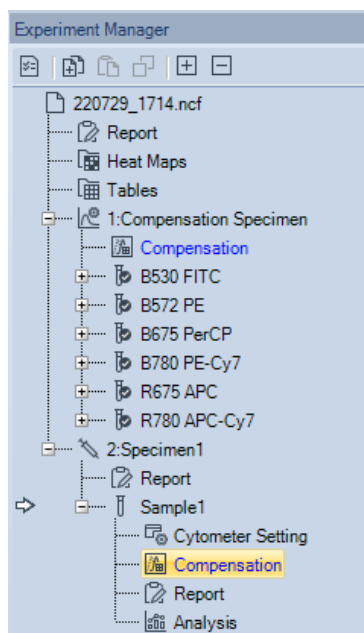 Experiment Manager
220729_1714.ncf
Report
Heat Maps
Tables
1:Compensation Specimen
Compensation
B530 FITC
B572 PE
B675 PerCP
B780 PE-Cy7
R675 APC
R780 APC-Cy7
2:Specimen1
Report
Sample1
Cytometer Setting
Compensation
Report
Analysis